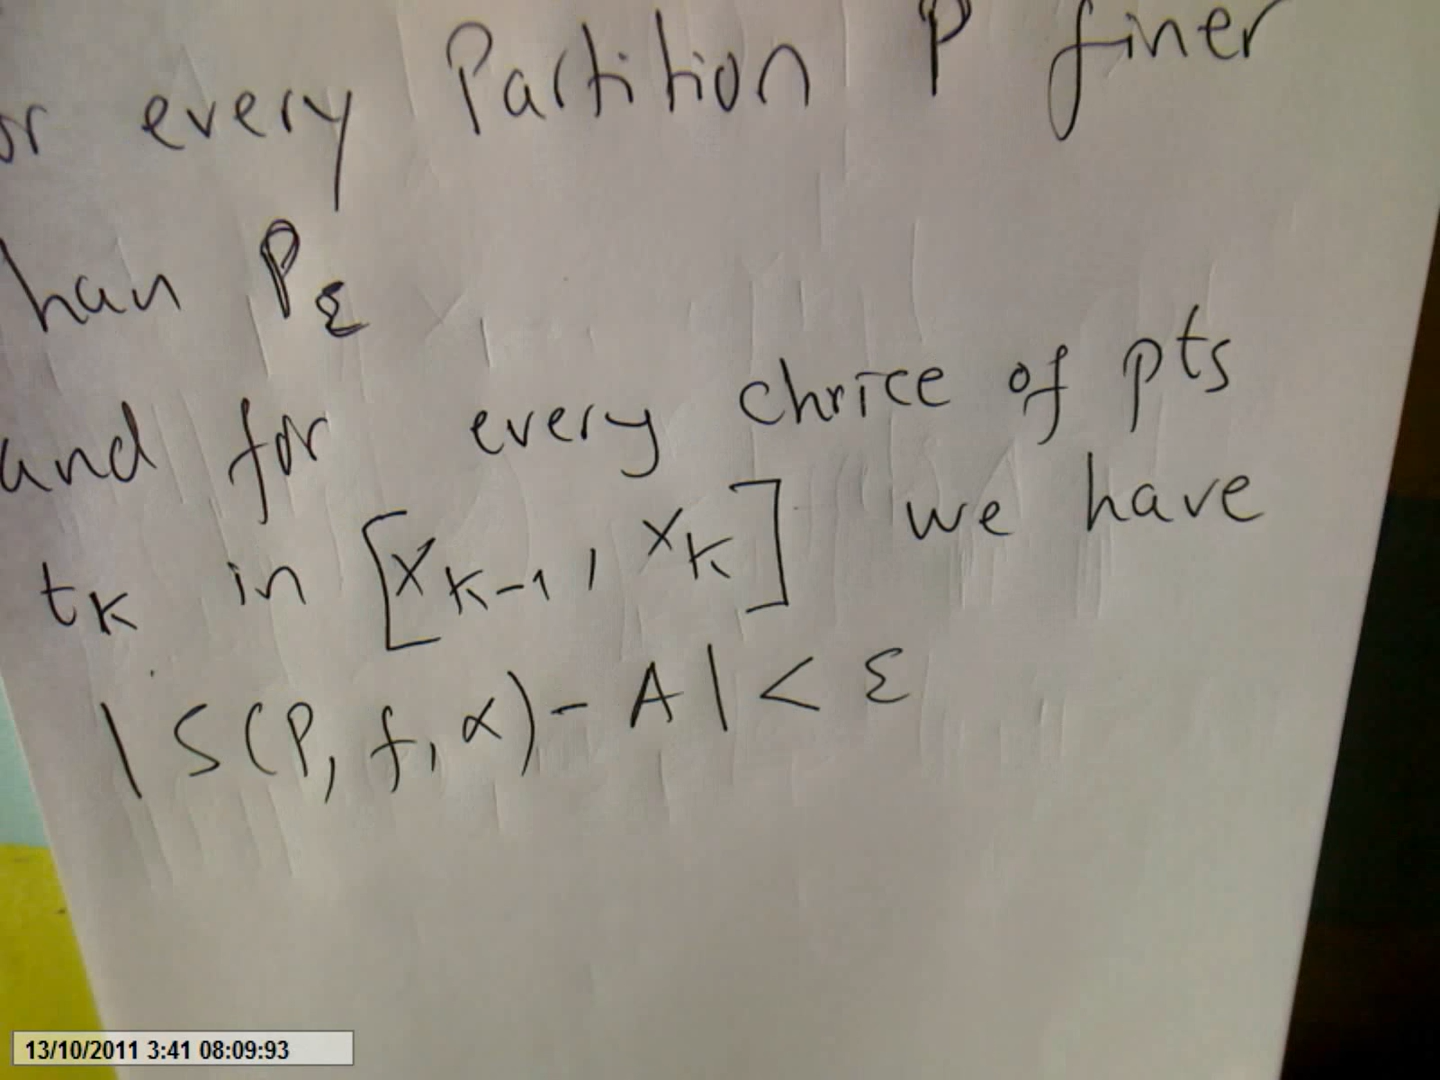 or every Partition P finer
han Pε
and for every choice of pts
tK in [xK-1, xK] we have
|S(P, f, α) - A| < ε
13/10/2011 3:41 08:09:93